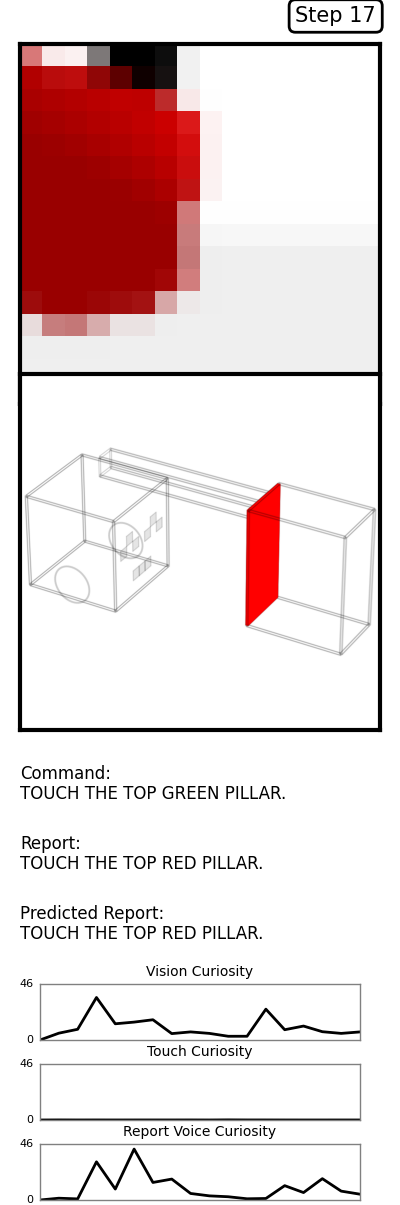 Step 17
Command:
TOUCH THE TOP GREEN PILLAR.
Report:
TOUCH THE TOP RED PILLAR.
Predicted Report:
TOUCH THE TOP RED PILLAR.
Vision Curiosity
46
0
Touch Curiosity
46
0
Report Voice Curiosity
46
0